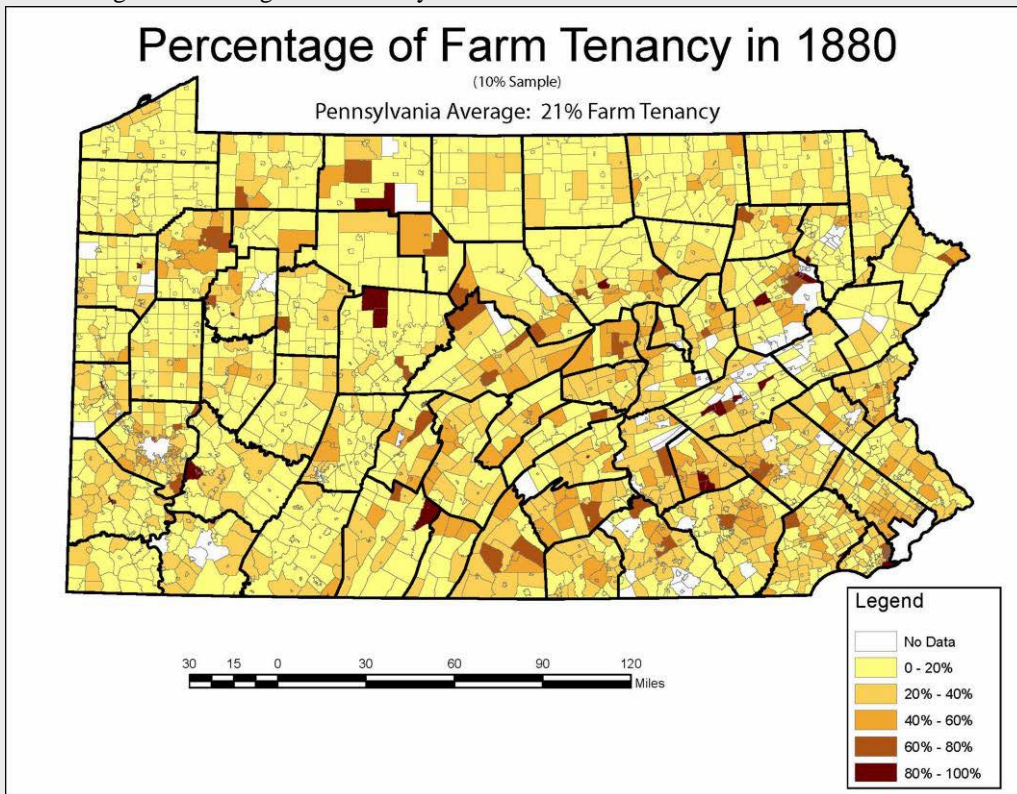 Percentage of Farm Tenancy in 1880
(10% Sample)
Pennsylvania Average: 21% Farm Tenancy
Legend
No Data
0 - 20%
20% - 40%
40% - 60%
60% - 80%
80% - 100%
30 15 0 30 60 90 120
Miles